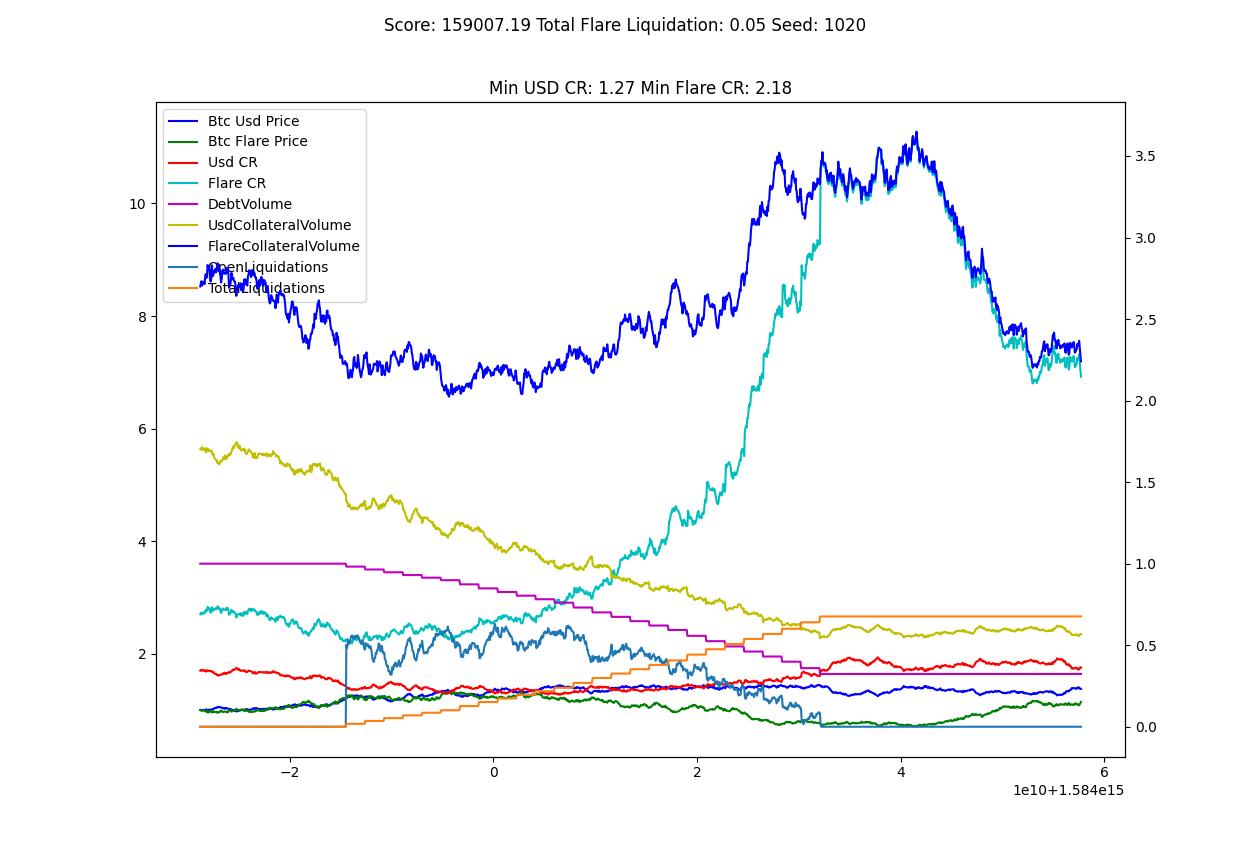 Score: 159007.19 Total Flare Liquidation: 0.05 Seed: 1020
Min USD CR: 1.27 Min Flare CR: 2.18
Btc Usd Price
Btc Flare Price
Usd CR
Flare CR
DebtVolume
UsdCollateralVolume
FlareCollateralVolume
OpenLiquidations
TotalLiquidations
10
8
6
4
2
3.5
3.0
2.5
2.0
1.5
1.0
0.5
0.0
−2
0
2
4
6
1e10+1.584e15